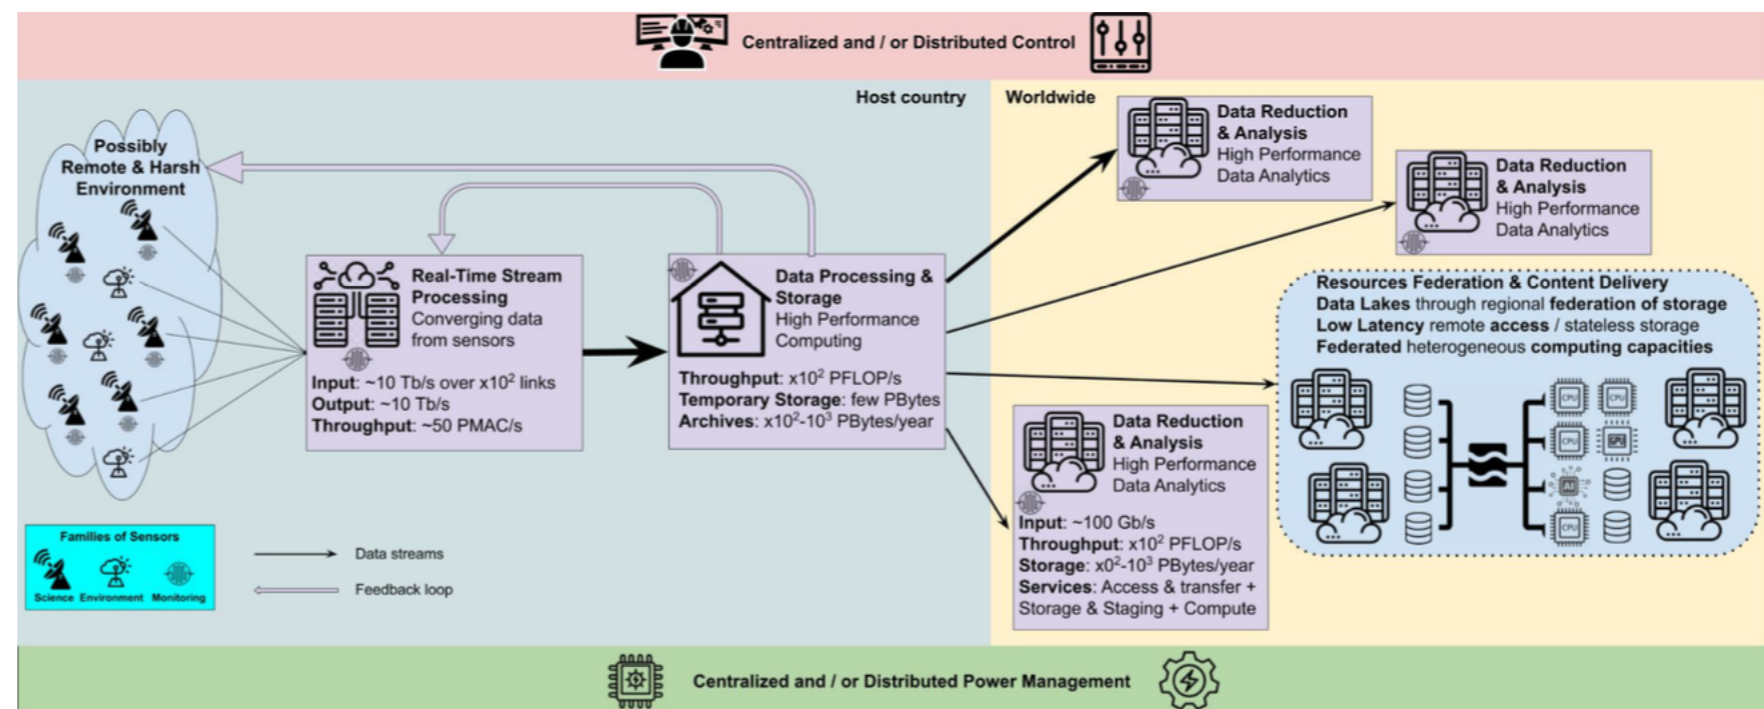 Centralized and / or Distributed Control
Host country
Worldwide
Possibly
Remote & Harsh
Environment
Real-Time Stream
Processing
Converging data
from sensors
Input: ~10 Tb/s over x10² links
Output: ~10 Tb/s
Throughput: ~50 PMAC/s
Data Processing &
Storage
High Performance
Computing
Throughput: x10² PFLOP/s
Temporary Storage: few PBytes
Archives: x10²-10³ PBytes/year
Data Reduction
& Analysis
High Performance
Data Analytics
Data Reduction
& Analysis
High Performance
Data Analytics
Resources Federation & Content Delivery
Data Lakes through regional federation of storage
Low Latency remote access / stateless storage
Federated heterogeneous computing capacities
CPU
CPU
CPU
GPU
AI
CPU
Data Reduction
& Analysis
High Performance
Data Analytics
Input: ~100 Gb/s
Throughput: x10² PFLOP/s
Storage: x0²-10³ PBytes/year
Services: Access & transfer +
Storage & Staging + Compute
Families of Sensors
Science Environment Monitoring
Data streams
Feedback loop
Centralized and / or Distributed Power Management